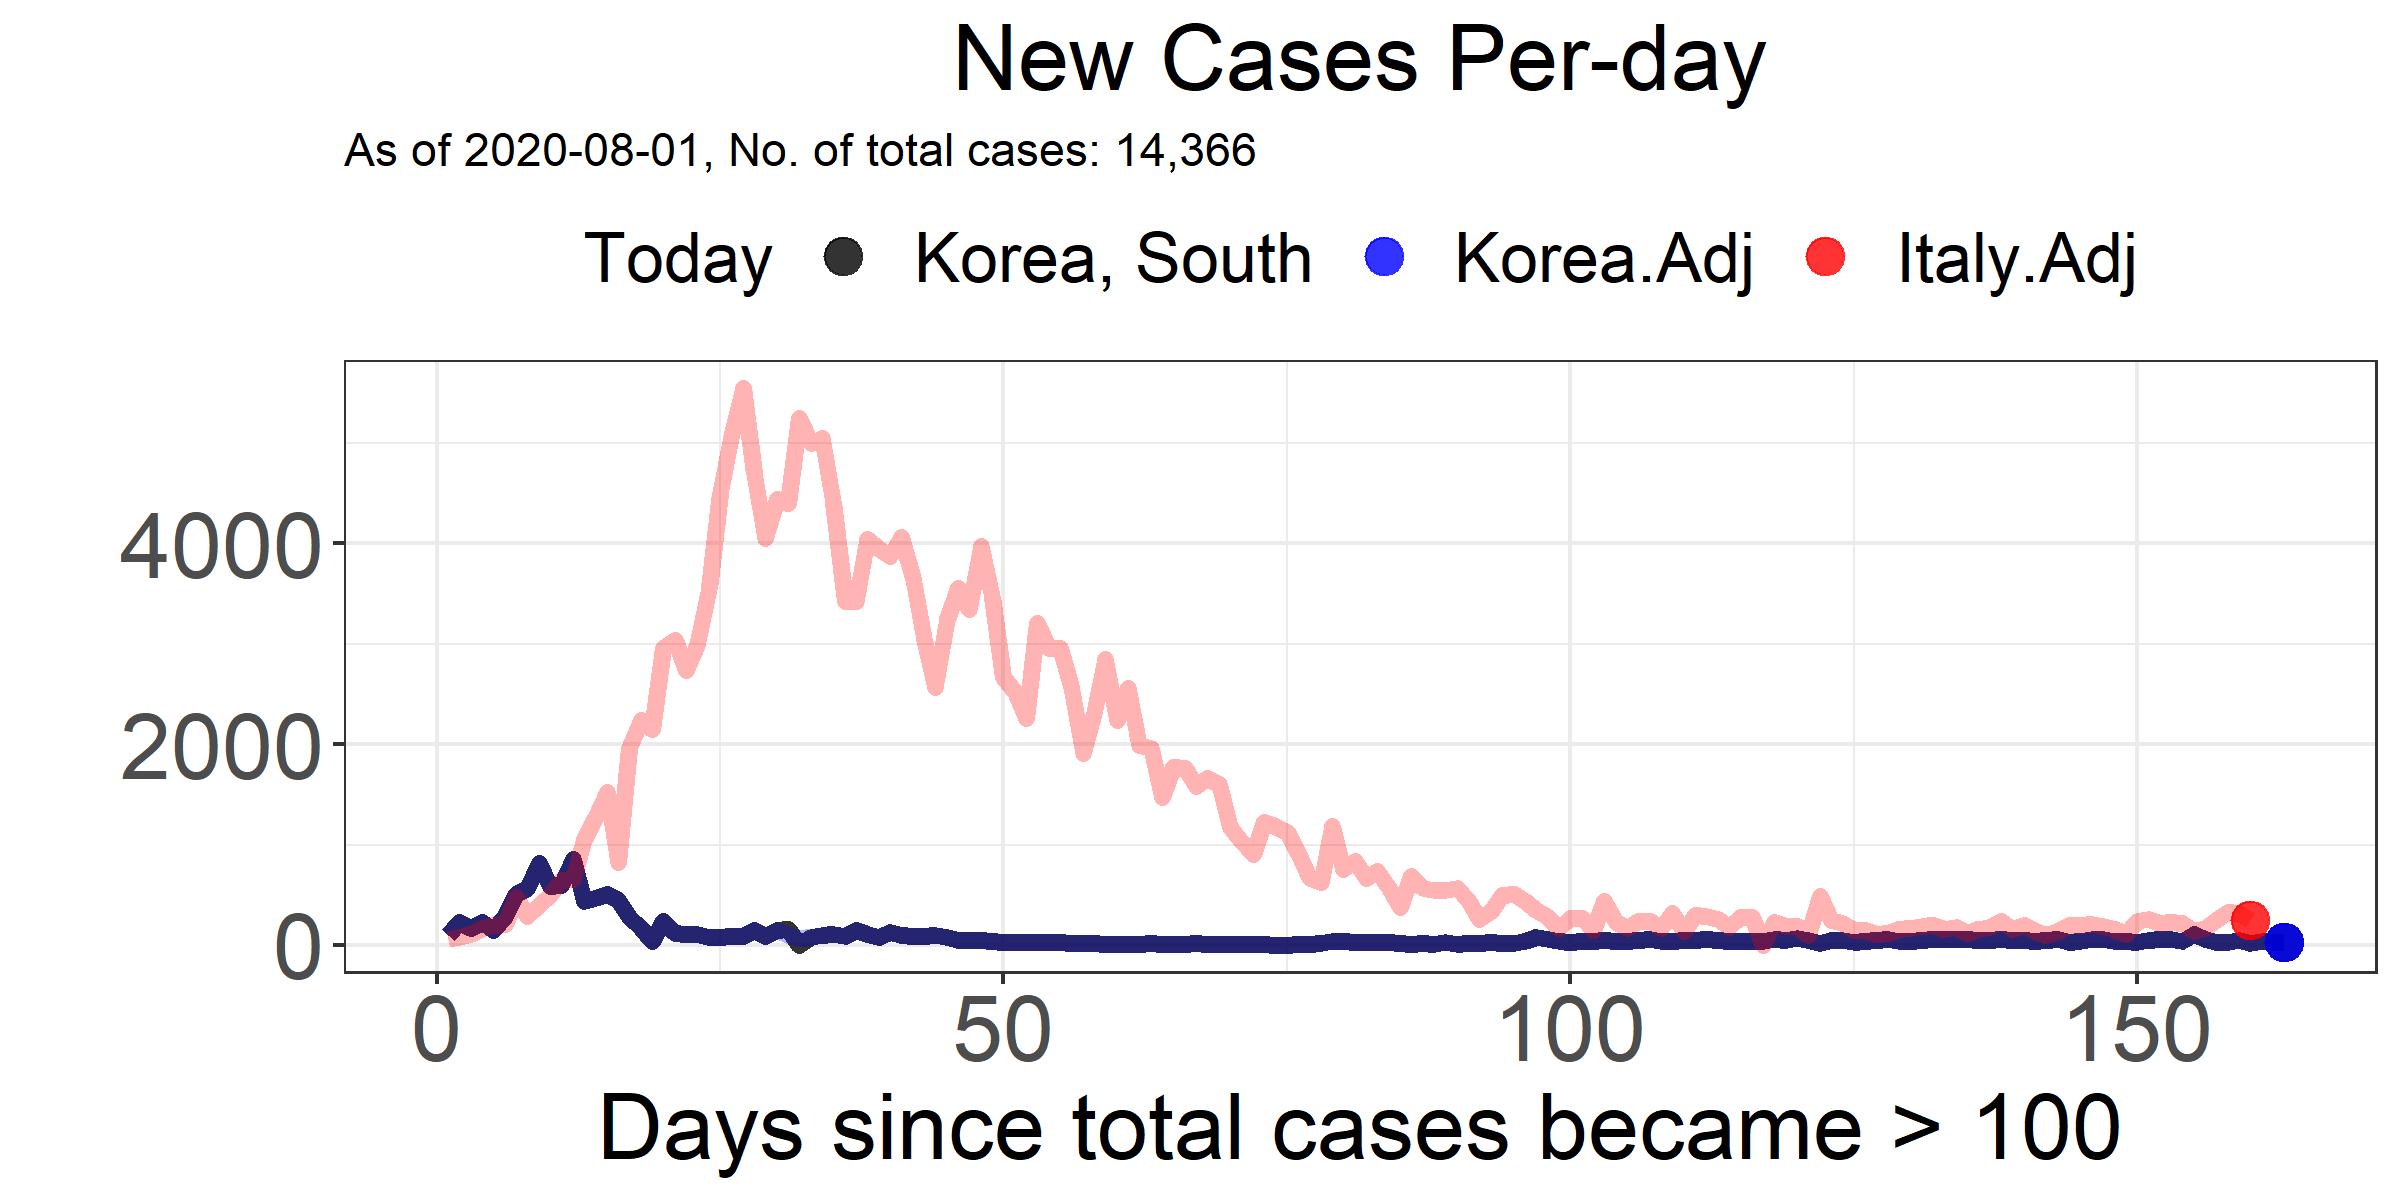 New Cases Per-day
As of 2020-08-01, No. of total cases: 14,366
Today Korea, South Korea.Adj Italy.Adj
4000
2000
0
0 50 100 150
Days since total cases became > 100